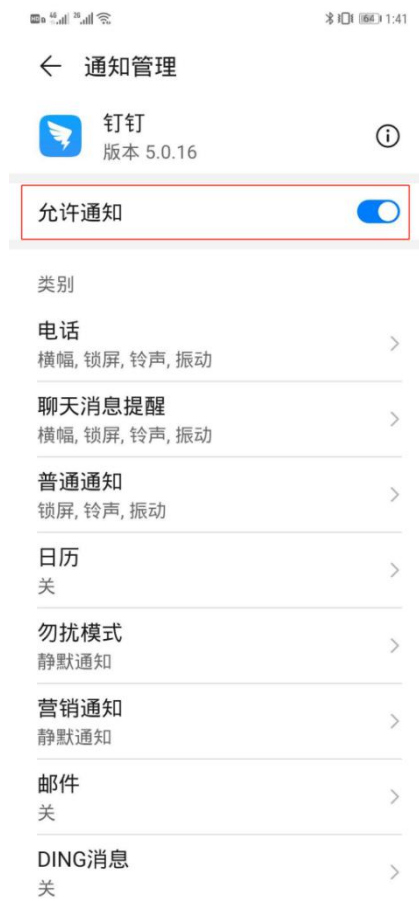 64 1:41
通知管理
钉钉
版本 5.0.16
允许通知
类别
电话
横幅, 锁屏, 铃声, 振动
聊天消息提醒
横幅, 锁屏, 铃声, 振动
普通通知
锁屏, 铃声, 振动
日历
关
勿扰模式
静默通知
营销通知
静默通知
邮件
关
DING消息
关